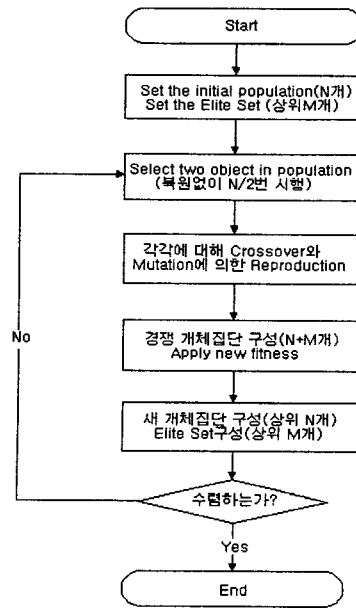 Start
Set the initial population(N개)
Set the Elite Set (상위M개)
Select two object in population
(복원없이 N/2번 시행)
각각에 대해 Crossover와
Mutation에 의한 Reproduction
No
경쟁 개체집단 구성(N+M개)
Apply new fitness
새 개체집단 구성(상위 N개)
Elite Set구성(상위 M개)
수렴하는가?
Yes
End